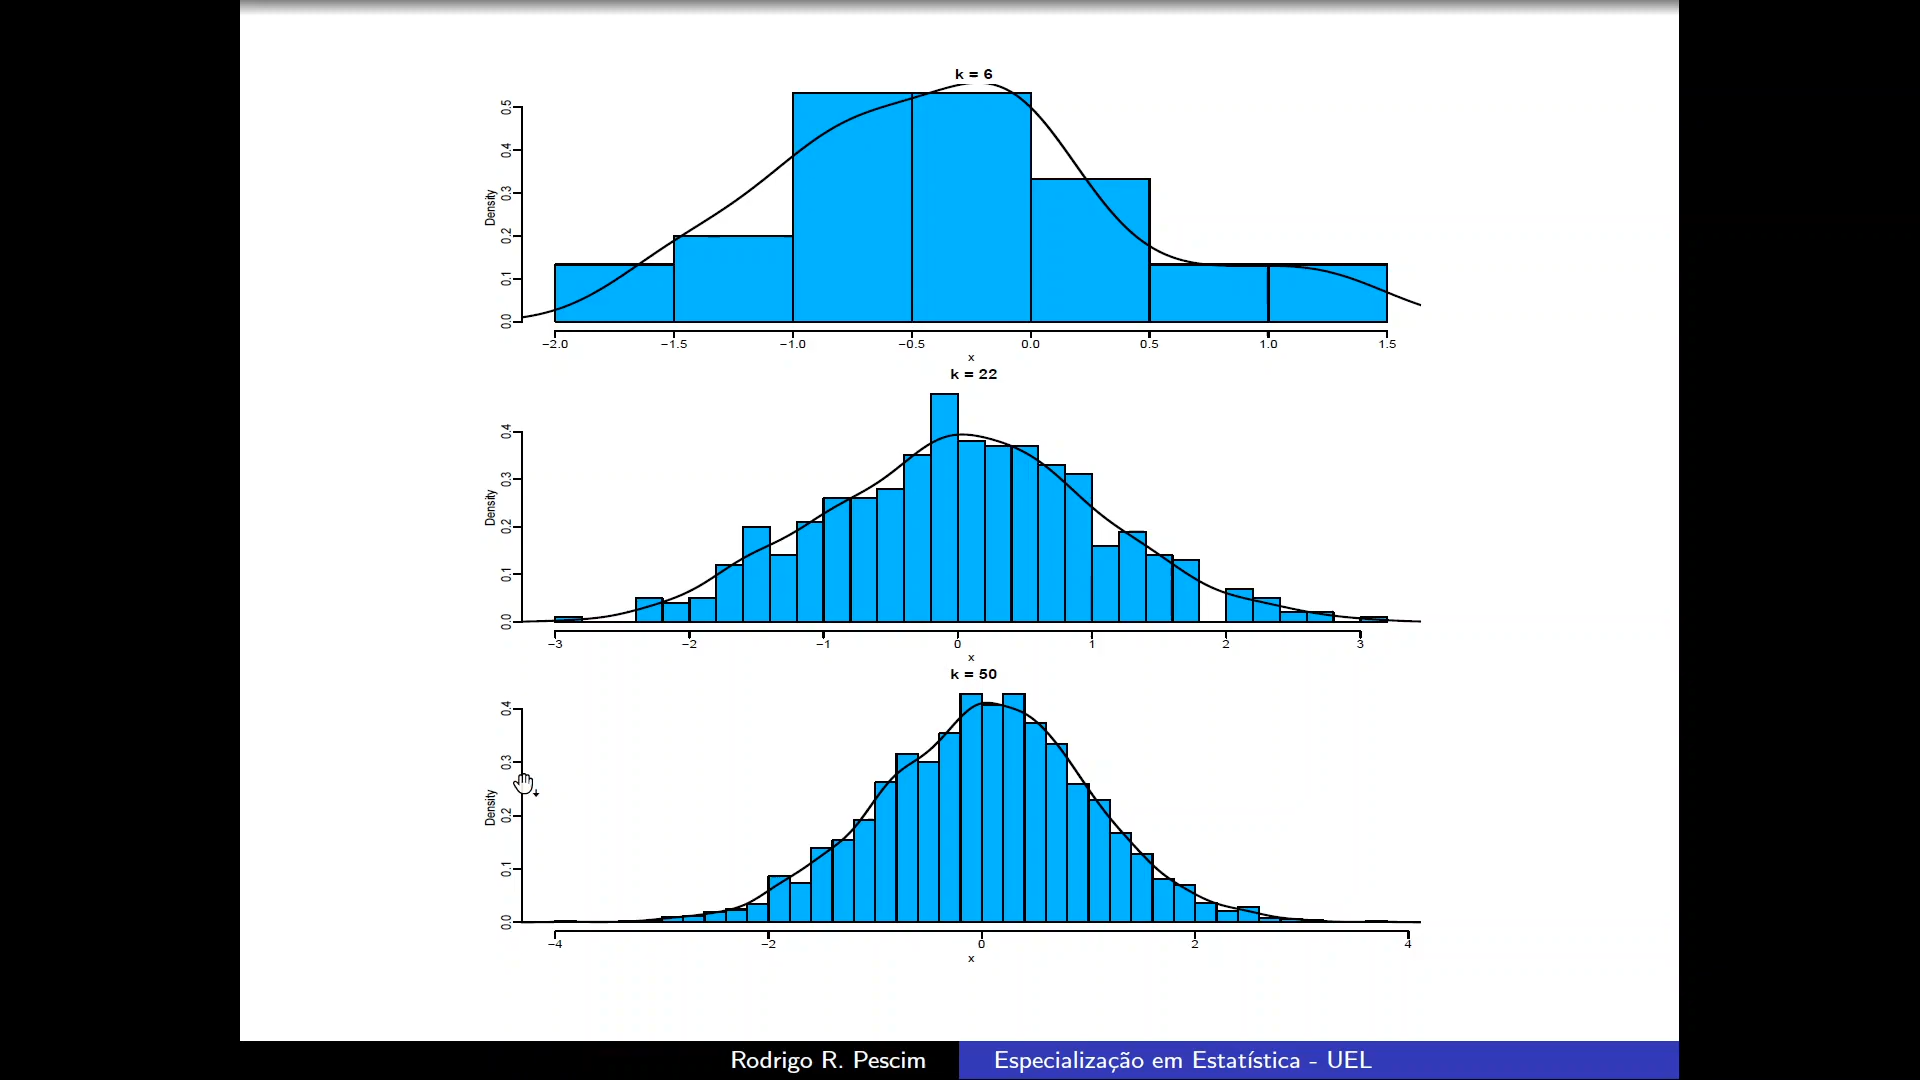 k = 6
Density
0.5
0.4
0.3
0.2
0.1
0.0
−2.0 −1.5 −1.0 −0.5 0.0 0.5 1.0 1.5
x
k = 22
Density
0.4
0.3
0.2
0.1
0.0
−3 −2 −1 0 1 2 3
x
k = 50
Density
0.4
0.3
0.2
0.1
0.0
−4 −2 0 2 4
x
Rodrigo R. Pescim Especialização em Estatística - UEL